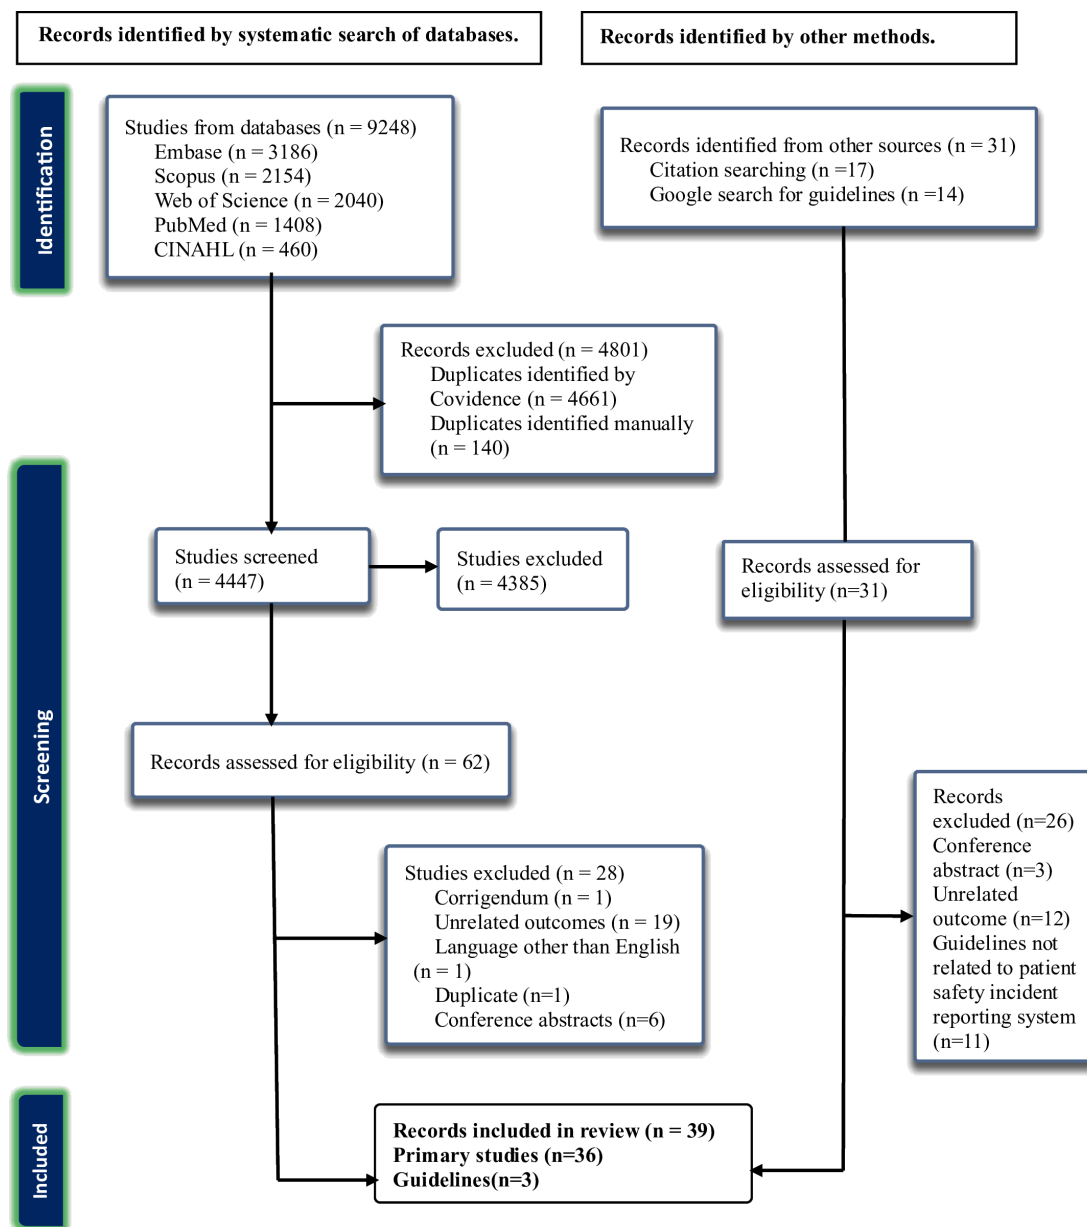 Records identified by systematic search of databases.
Records identified by other methods.
Identification
Studies from databases (n = 9248)
Embase (n = 3186)
Scopus (n = 2154)
Web of Science (n = 2040)
PubMed (n = 1408)
CINAHL (n = 460)
Records identified from other sources (n = 31)
Citation searching (n =17)
Google search for guidelines (n =14)
Records excluded (n = 4801)
Duplicates identified by
Covidence (n = 4661)
Duplicates identified manually
(n = 140)
Screening
Studies screened
(n = 4447)
Studies excluded
(n = 4385)
Records assessed for
eligibility (n=31)
Records assessed for eligibility (n = 62)
Studies excluded (n = 28)
Corrigendum (n = 1)
Unrelated outcomes (n = 19)
Language other than English
(n = 1)
Duplicate (n=1)
Conference abstracts (n=6)
Records
excluded (n=26)
Conference
abstract (n=3)
Unrelated
outcome (n=12)
Guidelines not
related to patient
safety incident
reporting system
(n=11)
Included
Records included in review (n = 39)
Primary studies (n=36)
Guidelines(n=3)